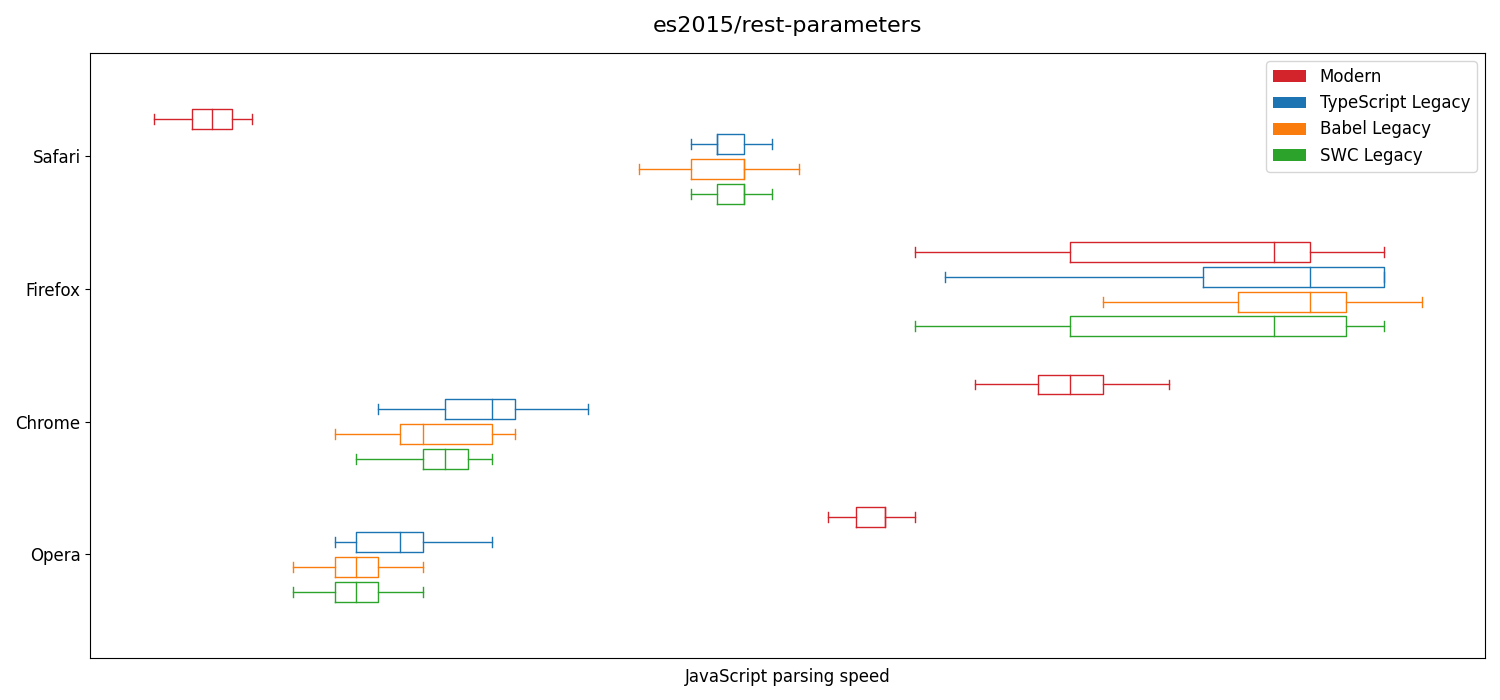 es2015/rest-parameters
Modern
TypeScript Legacy
Babel Legacy
SWC Legacy
Safari
Firefox
Chrome
Opera
JavaScript parsing speed